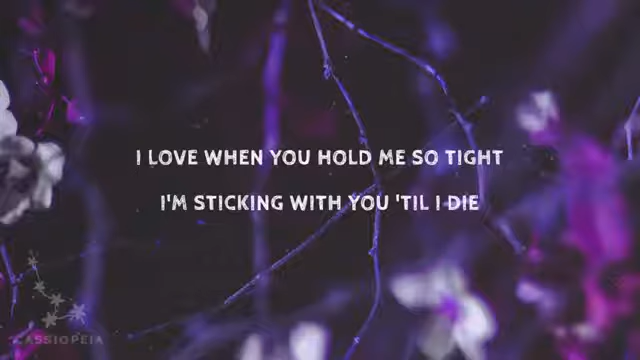 I LOVE WHEN YOU HOLD ME SO TIGHT
I'M STICKING WITH YOU 'TIL I DIE
CASSIOPEIA